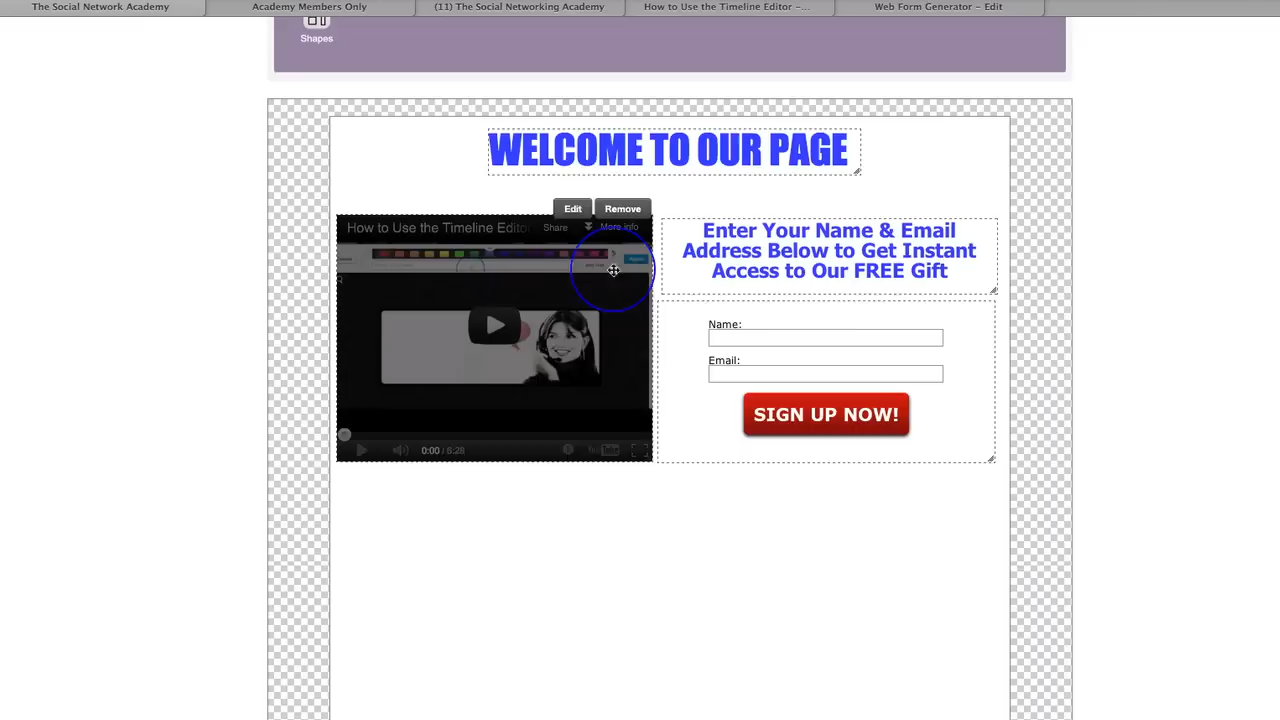 The Social Network Academy
Academy Members Only
(11) The Social Networking Academy
How to Use the Timeline Editor -...
Web Form Generator - Edit
Shapes
WELCOME TO OUR PAGE
Edit
Remove
How to Use the Timeline Editor
Share
More info
Enter Your Name & Email
Address Below to Get Instant
Access to Our FREE Gift
Name:
Email:
SIGN UP NOW!
0:00 / 6:28